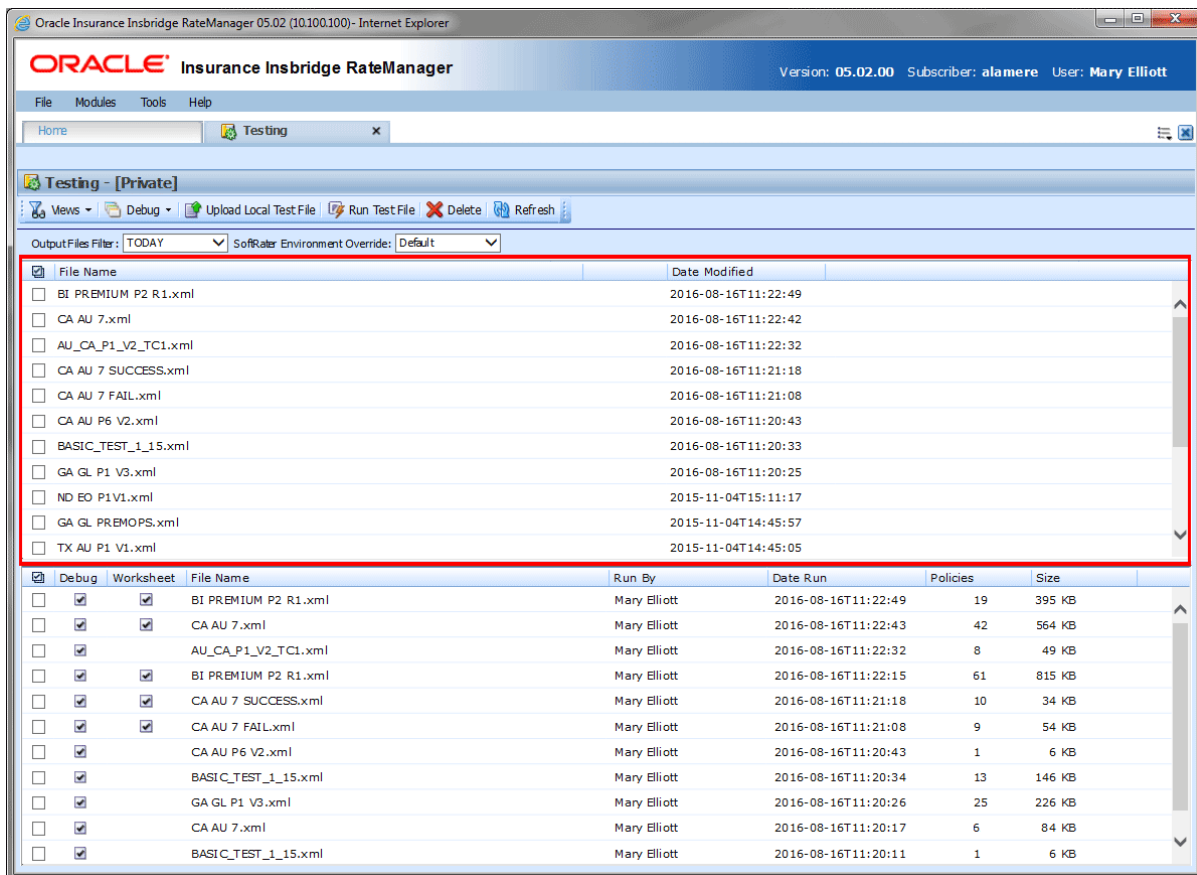 Oracle Insurance Insbridge RateManager 05.02 (10.100.100)- Internet Explorer
ORACLE Insurance Insbridge RateManager
Version: 05.02.00 Subscriber: alamere User: Mary Elliott
File Modules Tools Help
Home Testing
Testing - [Private]
Views Debug Upload Local Test File Run Test File Delete Refresh
Output Files Filter: TODAY SoftRater Environment Override: Default
File Name Date Modified
BI PREMIUM P2 R1.xml 2016-08-16T11:22:49
CA AU 7.xml 2016-08-16T11:22:42
AU_CA_P1_V2_TC1.xml 2016-08-16T11:22:32
CA AU 7 SUCCESS.xml 2016-08-16T11:21:18
CA AU 7 FAIL.xml 2016-08-16T11:21:08
CA AU P6 V2.xml 2016-08-16T11:20:43
BASIC_TEST_1_15.xml 2016-08-16T11:20:33
GA GL P1 V3.xml 2016-08-16T11:20:25
ND EO P1V1.xml 2015-11-04T15:11:17
GA GL PREMOPS.xml 2015-11-04T14:45:57
TX AU P1 V1.xml 2015-11-04T14:45:05
Debug Worksheet File Name Run By Date Run Policies Size
BI PREMIUM P2 R1.xml Mary Elliott 2016-08-16T11:22:49 19 395 KB
CA AU 7.xml Mary Elliott 2016-08-16T11:22:43 42 564 KB
AU_CA_P1_V2_TC1.xml Mary Elliott 2016-08-16T11:22:32 8 49 KB
BI PREMIUM P2 R1.xml Mary Elliott 2016-08-16T11:22:15 61 815 KB
CA AU 7 SUCCESS.xml Mary Elliott 2016-08-16T11:21:18 10 34 KB
CA AU 7 FAIL.xml Mary Elliott 2016-08-16T11:21:08 9 54 KB
CA AU P6 V2.xml Mary Elliott 2016-08-16T11:20:43 1 6 KB
BASIC_TEST_1_15.xml Mary Elliott 2016-08-16T11:20:34 13 146 KB
GA GL P1 V3.xml Mary Elliott 2016-08-16T11:20:26 25 226 KB
CA AU 7.xml Mary Elliott 2016-08-16T11:20:17 6 84 KB
BASIC_TEST_1_15.xml Mary Elliott 2016-08-16T11:20:11 1 6 KB